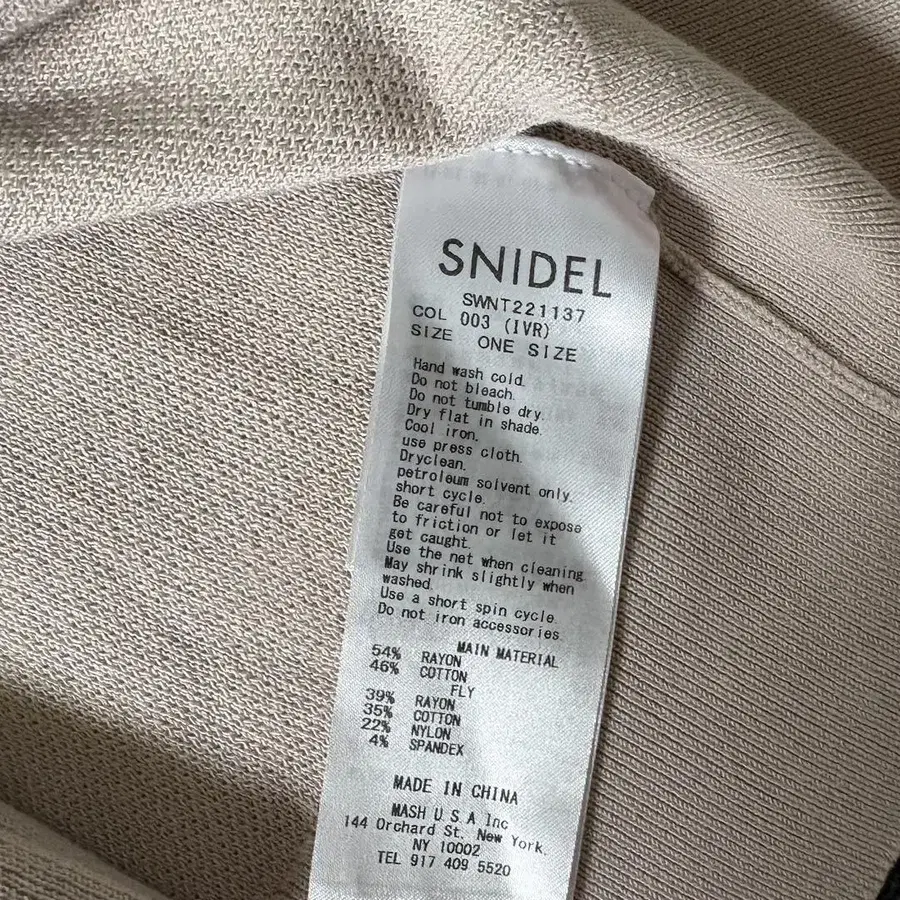 SNIDEL
SWNT221137
COL 003 (IVR)
SIZE ONE SIZE
Hand wash cold.
Do not bleach.
Do not tumble dry.
Dry flat in shade.
Cool iron.
use press cloth.
Dryclean.
petroleum solvent only.
short cycle.
Be careful not to expose
to friction or let it
get caught.
Use the net when cleaning.
May shrink slightly when
washed.
Use a short spin cycle.
Do not iron accessories.
MAIN MATERIAL
54% RAYON
46% COTTON
FLY
39% RAYON
35% COTTON
22% NYLON
4% SPANDEX
MADE IN CHINA
MASH U.S.A Inc
144 Orchard St, New York,
NY 10002
TEL 917 409 5520